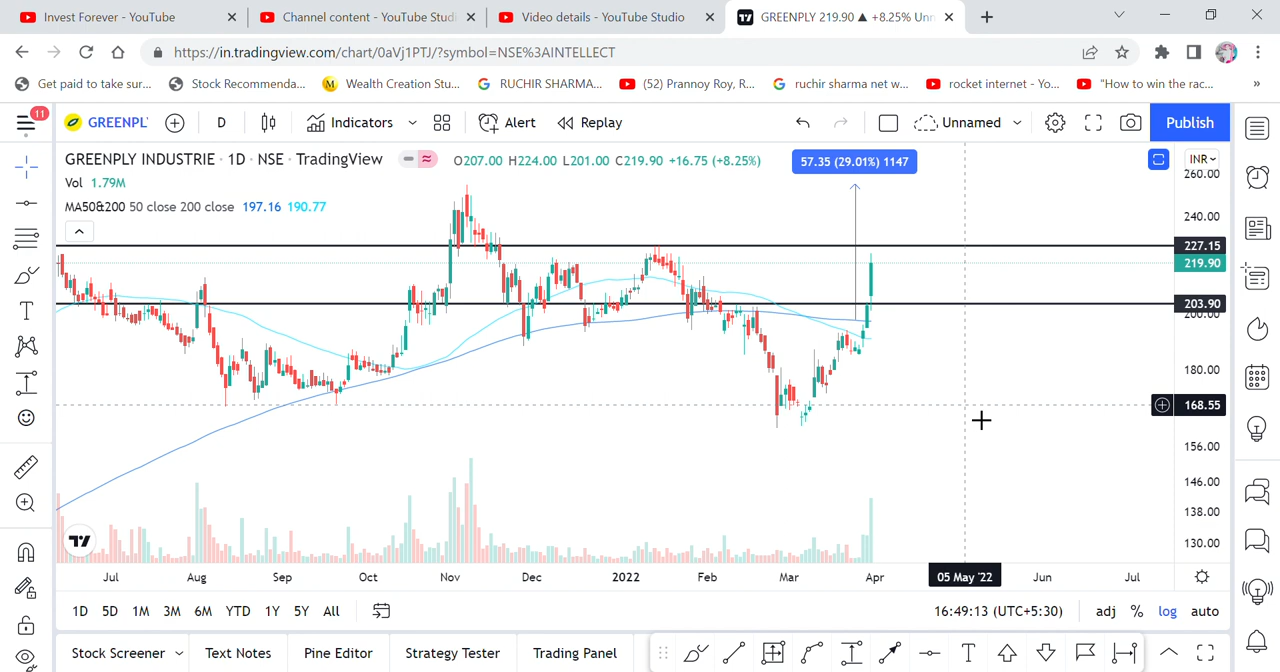 Invest Forever - YouTube
Channel content - YouTube Studi
Video details - YouTube Studio
GREENPLY 219.90 ▲ +8.25% Unn
https://in.tradingview.com/chart/0aVj1PTJ/?symbol=NSE%3AINTELLECT
Get paid to take sur...
Stock Recommenda...
Wealth Creation Stu...
RUCHIR SHARMA...
(52) Prannoy Roy, R...
ruchir sharma net w...
rocket internet - Yo...
"How to win the rac...
»
11
GREENPL
D
Indicators
Alert
Replay
Unnamed
Publish
GREENPLY INDUSTRIE · 1D · NSE · TradingView
O207.00 H224.00 L201.00 C219.90 +16.75 (+8.25%)
Vol 1.79M
MA50&200 50 close 200 close 197.16 190.77
57.35 (29.01%) 1147
INR
260.00
240.00
227.15
219.90
203.90
200.00
180.00
168.55
156.00
146.00
138.00
130.00
Jul Aug Sep Oct Nov Dec 2022 Feb Mar Apr 05 May '22 Jun Jul
1D 5D 1M 3M 6M YTD 1Y 5Y All
16:49:13 (UTC+5:30) adj % log auto
Stock Screener Text Notes Pine Editor Strategy Tester Trading Panel